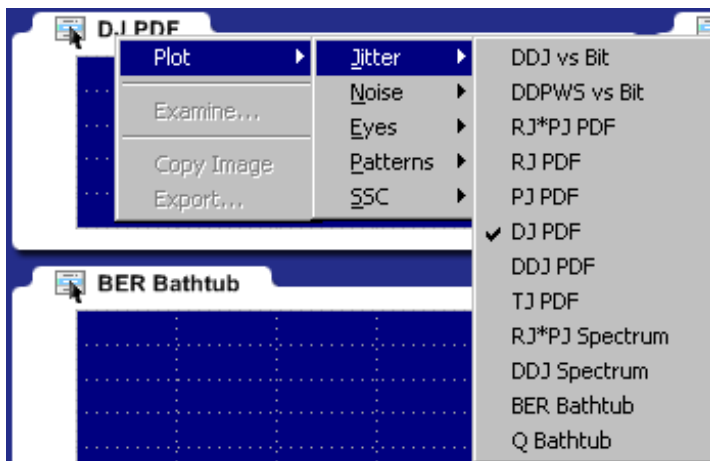 DJ PDF
Plot
Examine...
Copy Image
Export...
Jitter
Noise
Eyes
Patterns
SSC
DDJ vs Bit
DDPWS vs Bit
RJ*PJ PDF
RJ PDF
PJ PDF
DJ PDF
DDJ PDF
TJ PDF
RJ*PJ Spectrum
DDJ Spectrum
BER Bathtub
Q Bathtub
BER Bathtub